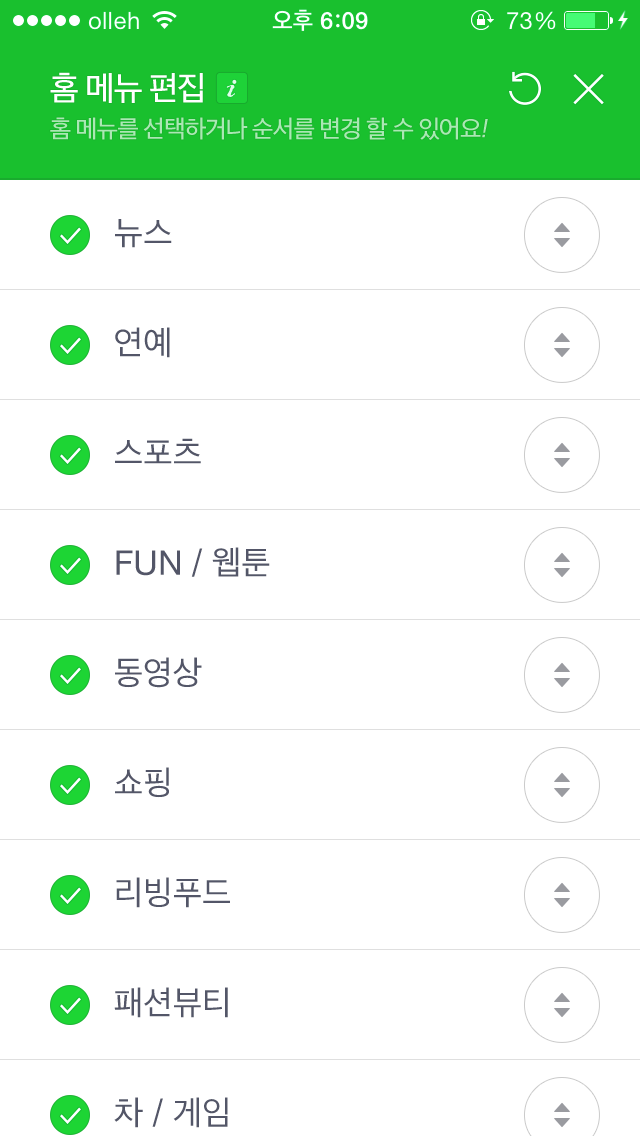 olleh 오후 6:09 73%
홈 메뉴 편집 i
홈 메뉴를 선택하거나 순서를 변경 할 수 있어요!
뉴스
연예
스포츠
FUN / 웹툰
동영상
쇼핑
리빙푸드
패션뷰티
차 / 게임